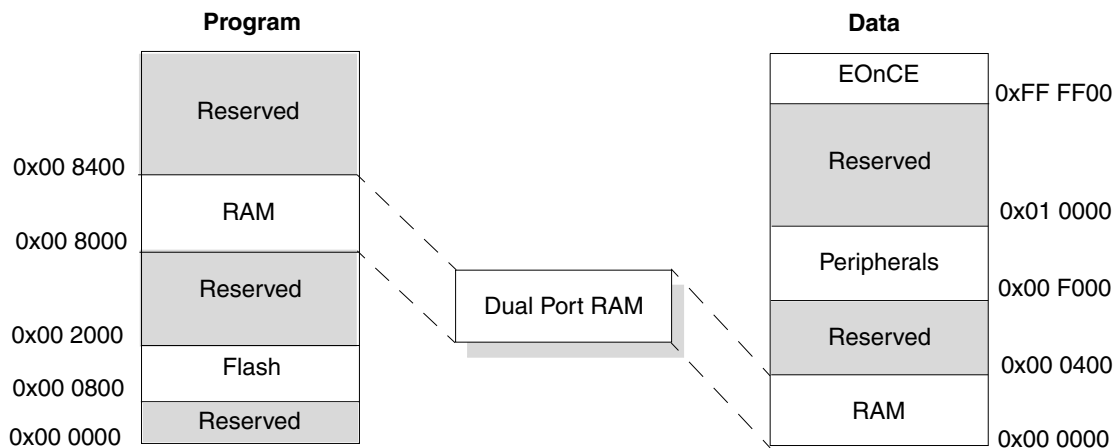 Program
Reserved
0x00 8400
RAM
0x00 8000
Reserved
0x00 2000
Flash
0x00 0800
Reserved
0x00 0000
Dual Port RAM
Data
EOnCE
0xFF FF00
Reserved
0x01 0000
Peripherals
0x00 F000
Reserved
0x00 0400
RAM
0x00 0000